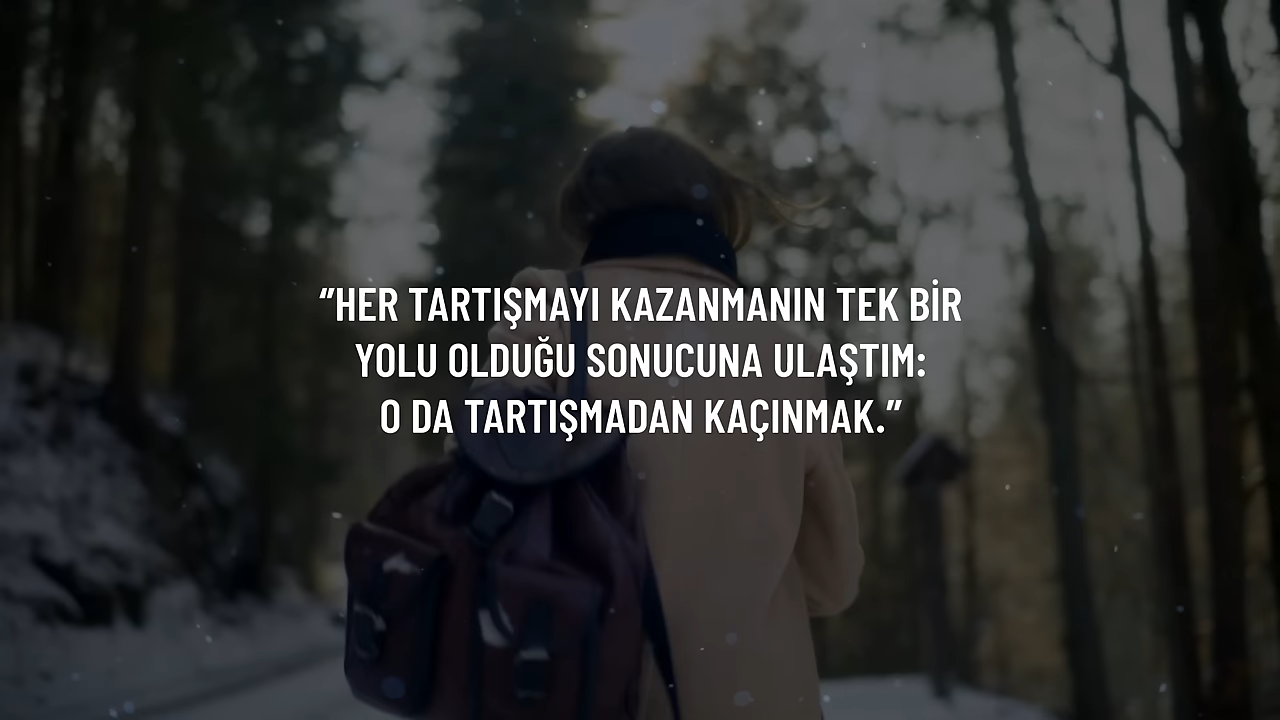 "HER TARTIŞMAYI KAZANMANIN TEK BİR
YOLU OLDUĞU SONUCUNA ULAŞTIM:
O DA TARTIŞMADAN KAÇINMAK."